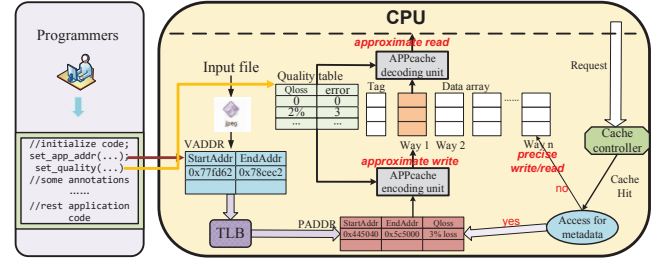 CPU
Programmers
//initialize code;
set_app_addr(...);
set_quality(...)
//some annotations
......
//rest application
code
Input file
jpeg
VADDR
StartAddr EndAddr
0x77fd62 0x78cec2
TLB
Quality table
Qloss error
0 0
2% 3
... ...
approximate read
APPcache
decoding unit
Tag
Data array
......
Way 1 Way 2 Way n
approximate write
APPcache
encoding unit
precise
write/read
PADDR
StartAddr EndAddr Qloss
0x445040 0x5c5000 3% loss
Request
Cache
controller
Cache
Hit
no
yes
Access for
metadata